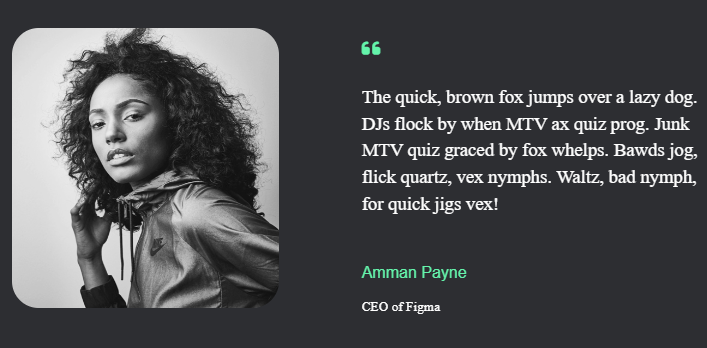 The quick, brown fox jumps over a lazy dog.
DJs flock by when MTV ax quiz prog. Junk
MTV quiz graced by fox whelps. Bawds jog,
flick quartz, vex nymphs. Waltz, bad nymph,
for quick jigs vex!
Amman Payne
CEO of Figma